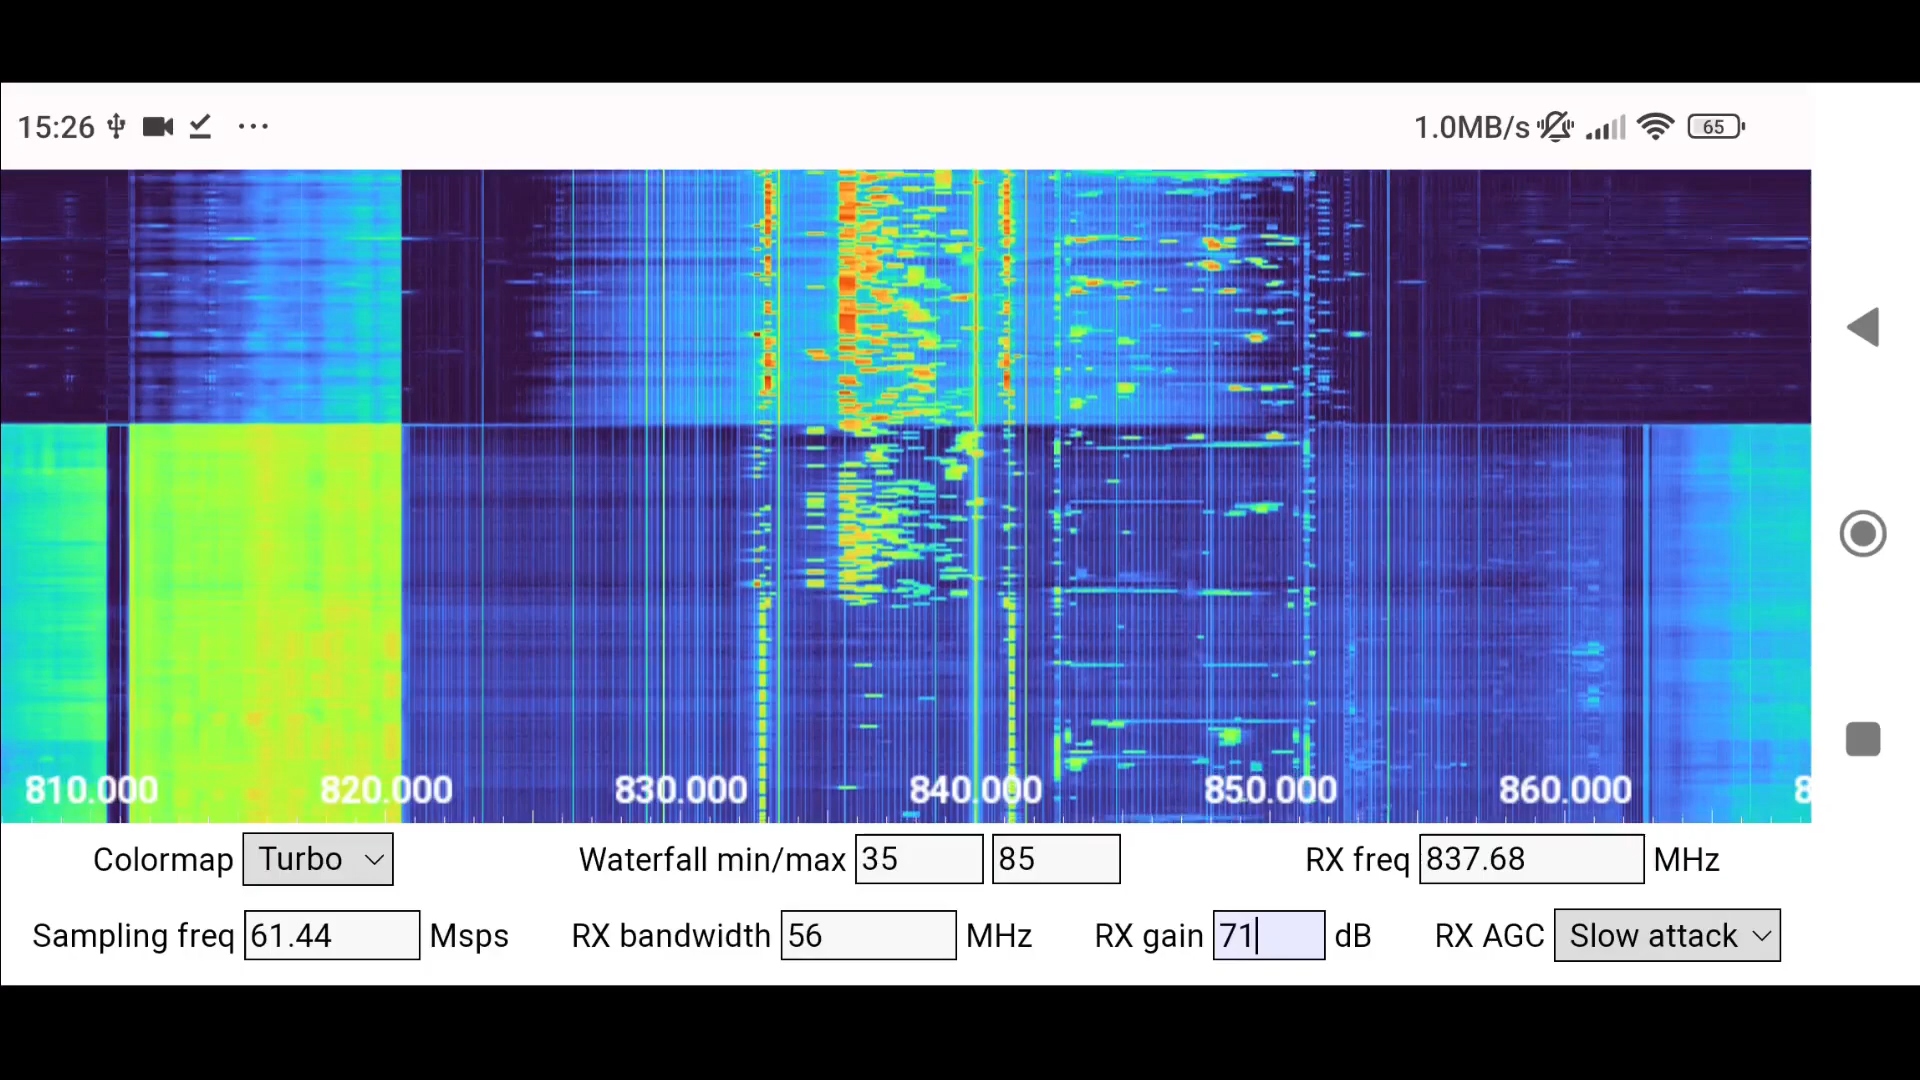 15:26 ... 1.0MB/s 65
810.000 820.000 830.000 840.000 850.000 860.000 8
Colormap Turbo Waterfall min/max 35 85 RX freq 837.68 MHz
Sampling freq 61.44 Msps RX bandwidth 56 MHz RX gain 71 dB RX AGC Slow attack